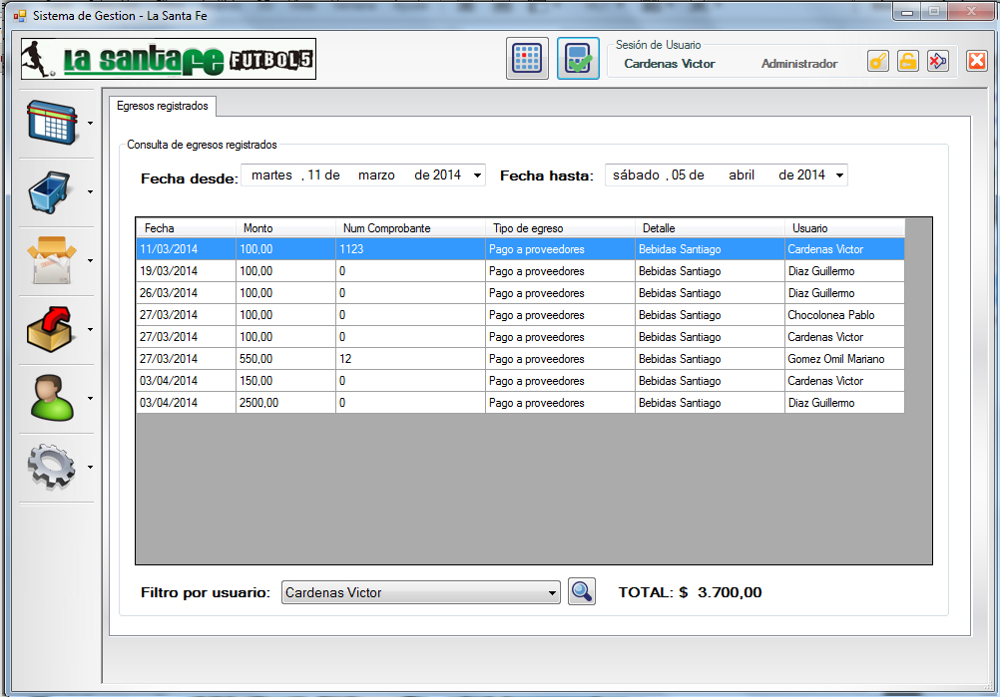 Sistema de Gestion - La Santa Fe
La santafe FUTBOL5
Sesión de Usuario
Cardenas Victor Administrador
Egresos registrados
Consulta de egresos registrados
Fecha desde: martes , 11 de marzo de 2014 Fecha hasta: sábado , 05 de abril de 2014
Fecha Monto Num Comprobante Tipo de egreso Detalle Usuario
11/03/2014 100,00 1123 Pago a proveedores Bebidas Santiago Cardenas Victor
19/03/2014 100,00 0 Pago a proveedores Bebidas Santiago Diaz Guillermo
26/03/2014 100,00 0 Pago a proveedores Bebidas Santiago Diaz Guillermo
27/03/2014 100,00 0 Pago a proveedores Bebidas Santiago Chocolonea Pablo
27/03/2014 100,00 0 Pago a proveedores Bebidas Santiago Cardenas Victor
27/03/2014 550,00 12 Pago a proveedores Bebidas Santiago Gomez Omil Mariano
03/04/2014 150,00 0 Pago a proveedores Bebidas Santiago Cardenas Victor
03/04/2014 2500,00 0 Pago a proveedores Bebidas Santiago Diaz Guillermo
Filtro por usuario: Cardenas Victor TOTAL: $ 3.700,00